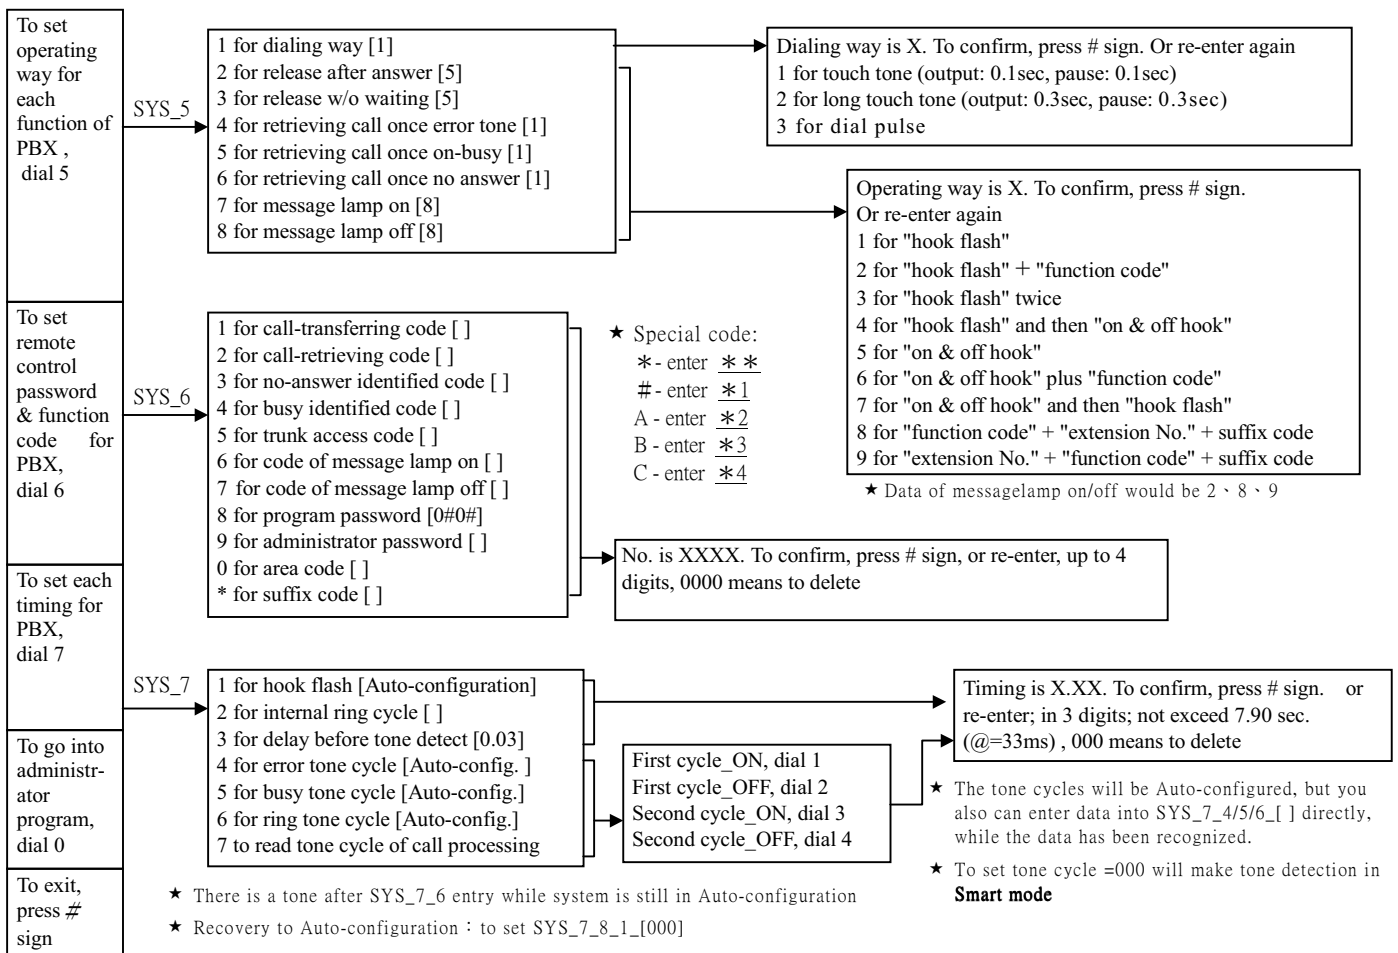 To set
operating
way for
each
function of
PBX ,
dial 5
SYS_5
1 for dialing way [1]
2 for release after answer [5]
3 for release w/o waiting [5]
4 for retrieving call once error tone [1]
5 for retrieving call once on-busy [1]
6 for retrieving call once no answer [1]
7 for message lamp on [8]
8 for message lamp off [8]
Dialing way is X. To confirm, press # sign. Or re-enter again
1 for touch tone (output: 0.1sec, pause: 0.1sec)
2 for long touch tone (output: 0.3sec, pause: 0.3sec)
3 for dial pulse
Operating way is X. To confirm, press # sign.
Or re-enter again
1 for "hook flash"
2 for "hook flash" + "function code"
3 for "hook flash" twice
4 for "hook flash" and then "on & off hook"
5 for "on & off hook"
6 for "on & off hook" plus "function code"
7 for "on & off hook" and then "hook flash"
8 for "function code" + "extension No." + suffix code
9 for "extension No." + "function code" + suffix code
★ Data of messagelamp on/off would be 2、8、9
To set
remote
control
password
& function
code for
PBX,
dial 6
SYS_6
1 for call-transferring code [ ]
2 for call-retrieving code [ ]
3 for no-answer identified code [ ]
4 for busy identified code [ ]
5 for trunk access code [ ]
6 for code of message lamp on [ ]
7 for code of message lamp off [ ]
8 for program password [0#0#]
9 for administrator password [ ]
0 for area code [ ]
* for suffix code [ ]
★ Special code:
＊- enter ＊＊
＃- enter ＊1
A - enter ＊2
B - enter ＊3
C - enter ＊4
No. is XXXX. To confirm, press # sign, or re-enter, up to 4
digits, 0000 means to delete
To set each
timing for
PBX,
dial 7
SYS_7
1 for hook flash [Auto-configuration]
2 for internal ring cycle [ ]
3 for delay before tone detect [0.03]
4 for error tone cycle [Auto-config. ]
5 for busy tone cycle [Auto-config.]
6 for ring tone cycle [Auto-config.]
7 to read tone cycle of call processing
First cycle_ON, dial 1
First cycle_OFF, dial 2
Second cycle_ON, dial 3
Second cycle_OFF, dial 4
Timing is X.XX. To confirm, press # sign. or
re-enter; in 3 digits; not exceed 7.90 sec.
(@=33ms) , 000 means to delete
★ The tone cycles will be Auto-configured, but you
also can enter data into SYS_7_4/5/6_[ ] directly,
while the data has been recognized.
★ To set tone cycle =000 will make tone detection in
Smart mode
To go into
administr-
ator
program,
dial 0
To exit,
press #
sign
★ There is a tone after SYS_7_6 entry while system is still in Auto-configuration
★ Recovery to Auto-configuration：to set SYS_7_8_1_[000]